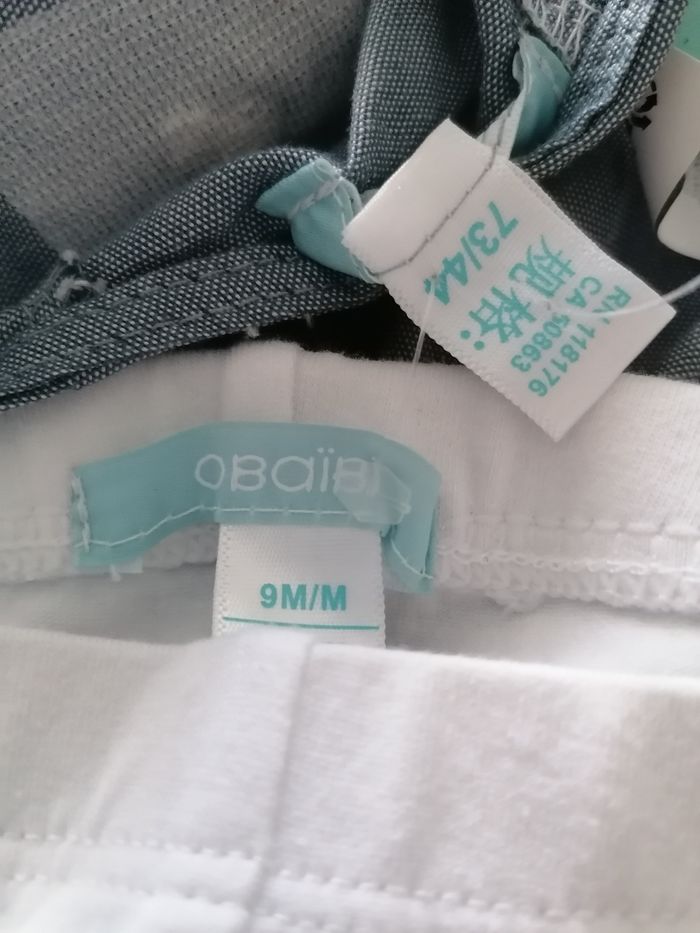 规格:
73/44
RN 118176
CA 50863
OBAÏBI
9M/M